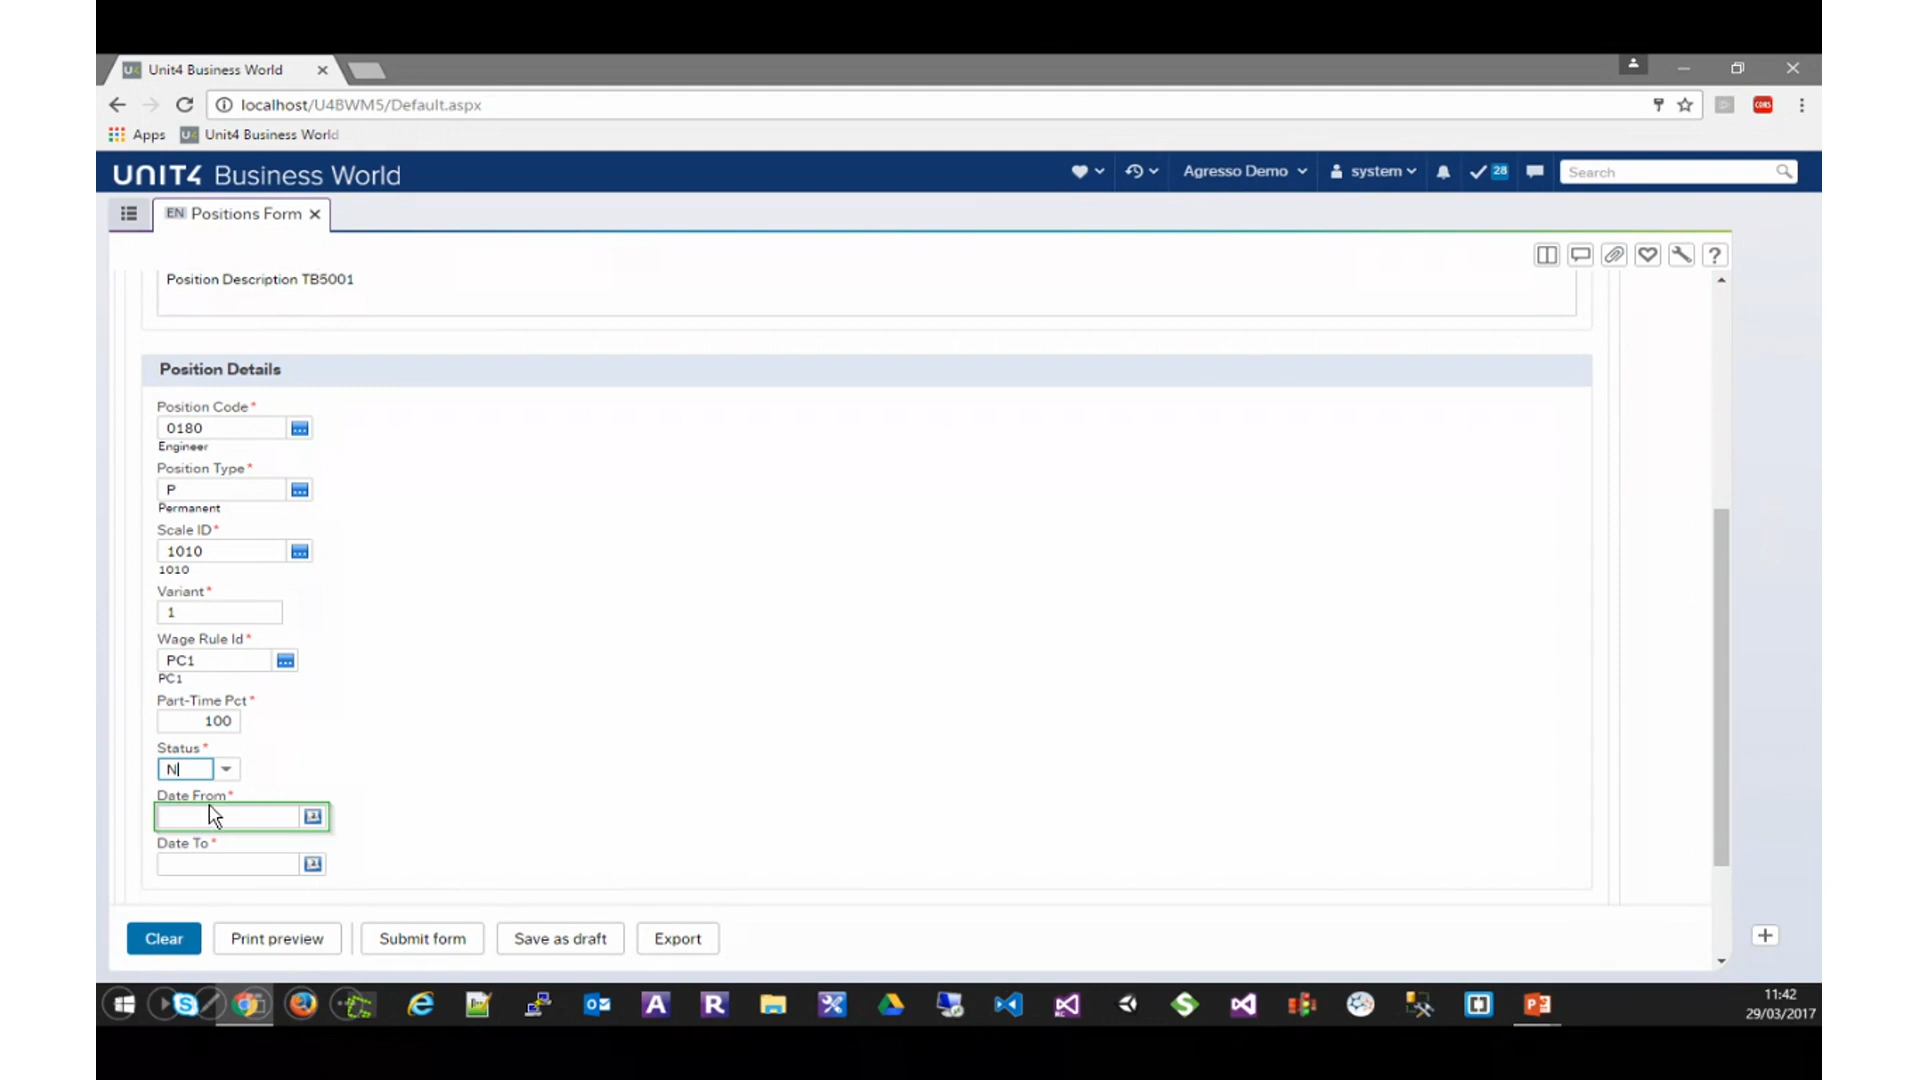 Unit4 Business World
localhost/U4BWM5/Default.aspx
Apps Unit4 Business World
UNIT4 Business World
Agresso Demo system 28 Search
EN Positions Form
Position Description TB5001
Position Details
Position Code*
0180
Engineer
Position Type*
P
Permanent
Scale ID*
1010
1010
Variant*
1
Wage Rule Id*
PC1
PC1
Part-Time Pct*
100
Status*
N
Date From*
Date To*
Clear Print preview Submit form Save as draft Export
11:42
29/03/2017